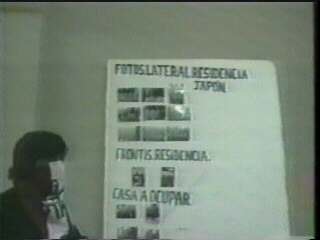 FOTOS.LATERAL.RESIDENCIA
JAPON.
FRONTIS.RESIDENCIA.
CASA A OCUPAR